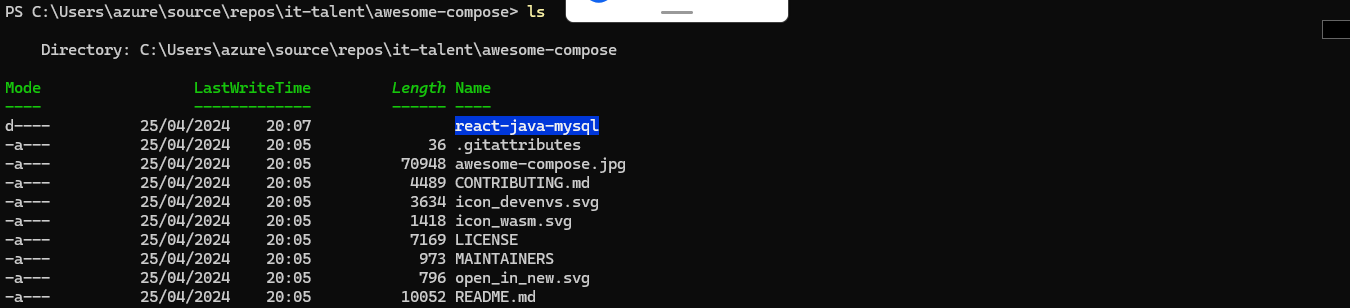 PS C:\Users\azure\source\repos\it-talent\awesome-compose> ls
Directory: C:\Users\azure\source\repos\it-talent\awesome-compose
Mode LastWriteTime Length Name
---- ------------- ------ ----
d---- 25/04/2024 20:07 react-java-mysql
-a--- 25/04/2024 20:05 36 .gitattributes
-a--- 25/04/2024 20:05 70948 awesome-compose.jpg
-a--- 25/04/2024 20:05 4489 CONTRIBUTING.md
-a--- 25/04/2024 20:05 3634 icon_devenvs.svg
-a--- 25/04/2024 20:05 1418 icon_wasm.svg
-a--- 25/04/2024 20:05 7169 LICENSE
-a--- 25/04/2024 20:05 973 MAINTAINERS
-a--- 25/04/2024 20:05 796 open_in_new.svg
-a--- 25/04/2024 20:05 10052 README.md